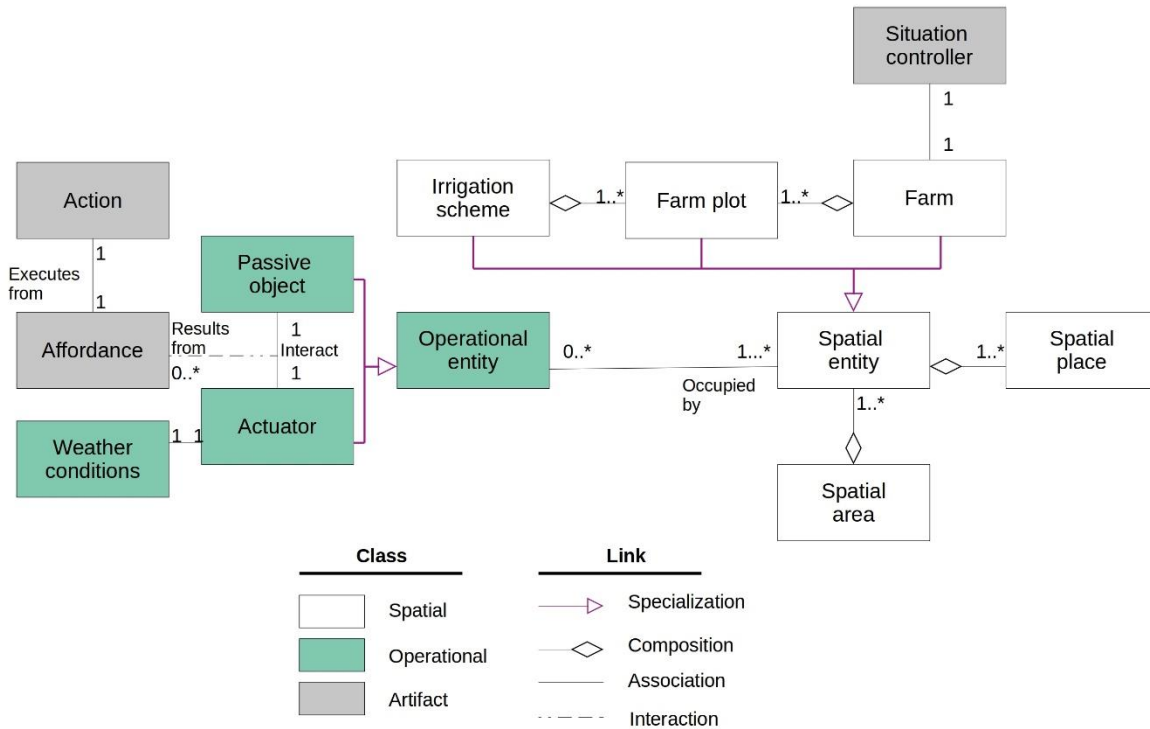 Situation
controller
1
1
Action
Irrigation
scheme
1..*
Farm plot
1..*
Farm
1
Executes
from
1
Passive
object
Affordance
Results
from
0..*
1
Interact
1
Operational
entity
0..*
1...*
Occupied
by
Spatial
entity
1..*
Spatial
place
1..*
Weather
conditions
1 1
Actuator
Spatial
area
Class
Spatial
Operational
Artifact
Link
Specialization
Composition
Association
Interaction